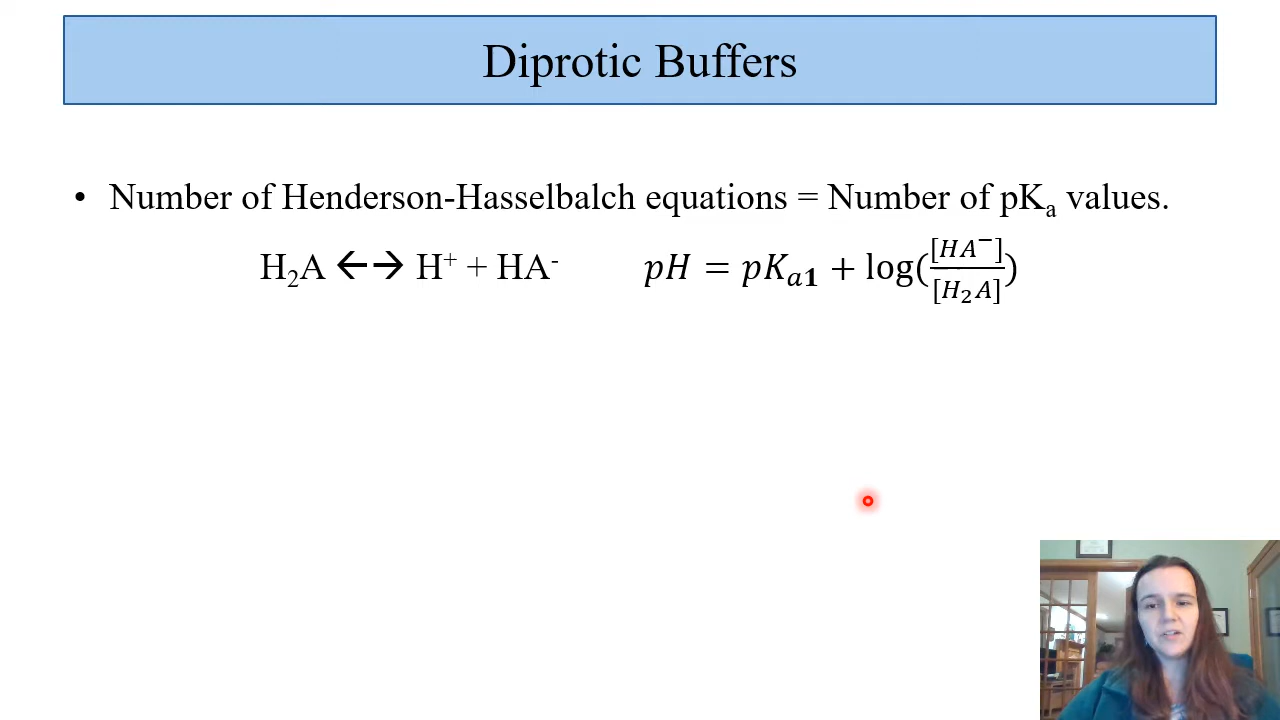 Diprotic Buffers
• Number of Henderson-Hasselbalch equations = Number of pKₐ values.
H₂A ←→ H⁺ + HA⁻ pH = pKₐ₁ + log([HA⁻]/[H₂A])